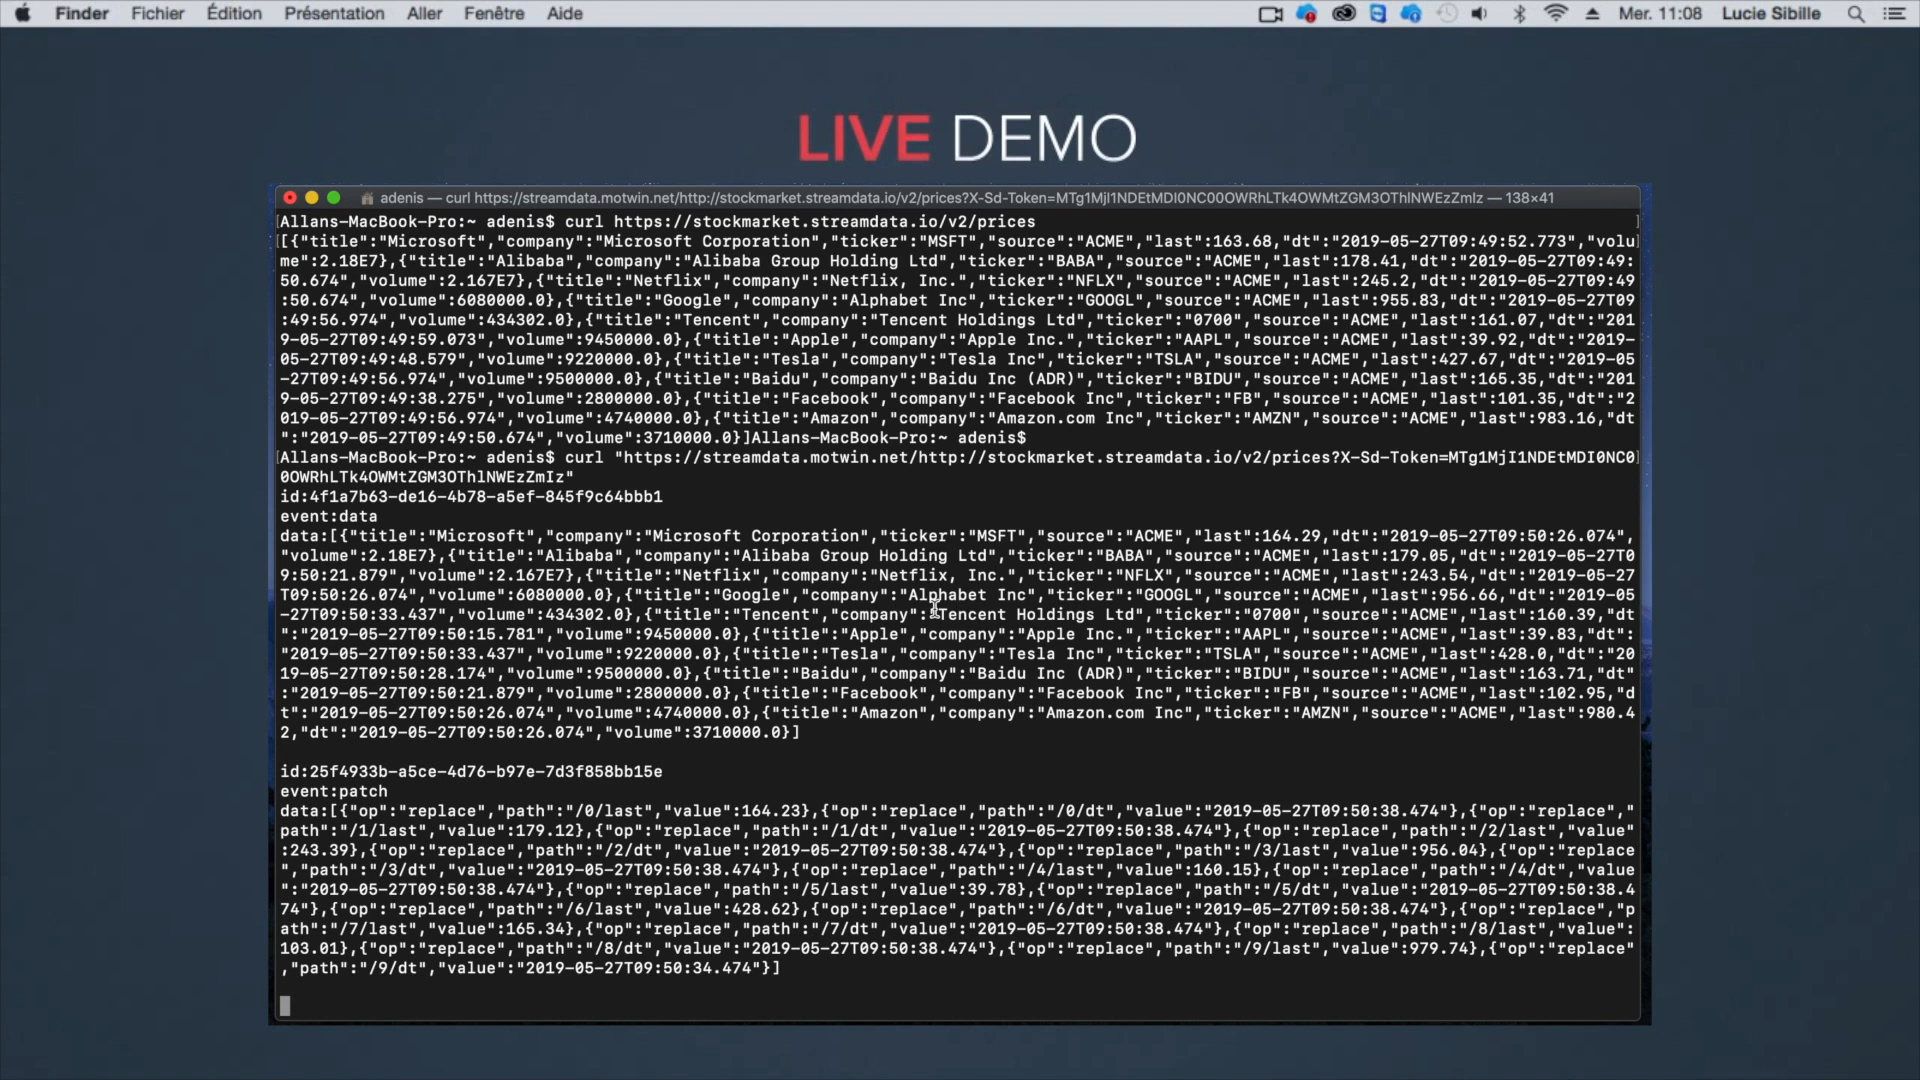 Finder Fichier Édition Présentation Aller Fenêtre Aide Mer. 11:08 Lucie Sibille
LIVE DEMO
adenis — curl https://streamdata.motwin.net/http://stockmarket.streamdata.io/v2/prices?X-Sd-Token=MTg1MjI1NDEtMDI0NC00OWRhLTk4OWMtZGM3OThlNWEzZmIz — 138×41
[Allans-MacBook-Pro:~ adenis$ curl https://stockmarket.streamdata.io/v2/prices ]
[[{"title":"Microsoft","company":"Microsoft Corporation","ticker":"MSFT","source":"ACME","last":163.68,"dt":"2019-05-27T09:49:52.773","volu
me":2.18E7},{"title":"Alibaba","company":"Alibaba Group Holding Ltd","ticker":"BABA","source":"ACME","last":178.41,"dt":"2019-05-27T09:49:
50.674","volume":2.167E7},{"title":"Netflix","company":"Netflix, Inc.","ticker":"NFLX","source":"ACME","last":245.2,"dt":"2019-05-27T09:49
:50.674","volume":6080000.0},{"title":"Google","company":"Alphabet Inc","ticker":"GOOGL","source":"ACME","last":955.83,"dt":"2019-05-27T09
:49:56.974","volume":434302.0},{"title":"Tencent","company":"Tencent Holdings Ltd","ticker":"0700","source":"ACME","last":161.07,"dt":"201
9-05-27T09:49:59.073","volume":9450000.0},{"title":"Apple","company":"Apple Inc.","ticker":"AAPL","source":"ACME","last":39.92,"dt":"2019-
05-27T09:49:48.579","volume":9220000.0},{"title":"Tesla","company":"Tesla Inc","ticker":"TSLA","source":"ACME","last":427.67,"dt":"2019-05
-27T09:49:56.974","volume":9500000.0},{"title":"Baidu","company":"Baidu Inc (ADR)","ticker":"BIDU","source":"ACME","last":165.35,"dt":"201
9-05-27T09:49:38.275","volume":2800000.0},{"title":"Facebook","company":"Facebook Inc","ticker":"FB","source":"ACME","last":101.35,"dt":"2
019-05-27T09:49:56.974","volume":4740000.0},{"title":"Amazon","company":"Amazon.com Inc","ticker":"AMZN","source":"ACME","last":983.16,"dt
":"2019-05-27T09:49:50.674","volume":3710000.0}]Allans-MacBook-Pro:~ adenis$
[Allans-MacBook-Pro:~ adenis$ curl "https://streamdata.motwin.net/http://stockmarket.streamdata.io/v2/prices?X-Sd-Token=MTg1MjI1NDEtMDI0NC0]
0OWRhLTk4OWMtZGM3OThlNWEzZmIz"
id:4f1a7b63-de16-4b78-a5ef-845f9c64bbb1
event:data
data:[{"title":"Microsoft","company":"Microsoft Corporation","ticker":"MSFT","source":"ACME","last":164.29,"dt":"2019-05-27T09:50:26.074",
"volume":2.18E7},{"title":"Alibaba","company":"Alibaba Group Holding Ltd","ticker":"BABA","source":"ACME","last":179.05,"dt":"2019-05-27T0
9:50:21.879","volume":2.167E7},{"title":"Netflix","company":"Netflix, Inc.","ticker":"NFLX","source":"ACME","last":243.54,"dt":"2019-05-27
T09:50:26.074","volume":6080000.0},{"title":"Google","company":"Alphabet Inc","ticker":"GOOGL","source":"ACME","last":956.66,"dt":"2019-05
-27T09:50:33.437","volume":434302.0},{"title":"Tencent","company":"Tencent Holdings Ltd","ticker":"0700","source":"ACME","last":160.39,"dt
":"2019-05-27T09:50:15.781","volume":9450000.0},{"title":"Apple","company":"Apple Inc.","ticker":"AAPL","source":"ACME","last":39.83,"dt":
"2019-05-27T09:50:33.437","volume":9220000.0},{"title":"Tesla","company":"Tesla Inc","ticker":"TSLA","source":"ACME","last":428.0,"dt":"20
19-05-27T09:50:28.174","volume":9500000.0},{"title":"Baidu","company":"Baidu Inc (ADR)","ticker":"BIDU","source":"ACME","last":163.71,"dt"
:"2019-05-27T09:50:21.879","volume":2800000.0},{"title":"Facebook","company":"Facebook Inc","ticker":"FB","source":"ACME","last":102.95,"d
t":"2019-05-27T09:50:26.074","volume":4740000.0},{"title":"Amazon","company":"Amazon.com Inc","ticker":"AMZN","source":"ACME","last":980.4
2,"dt":"2019-05-27T09:50:26.074","volume":3710000.0}]
id:25f4933b-a5ce-4d76-b97e-7d3f858bb15e
event:patch
data:[{"op":"replace","path":"/0/last","value":164.23},{"op":"replace","path":"/0/dt","value":"2019-05-27T09:50:38.474"},{"op":"replace","
path":"/1/last","value":179.12},{"op":"replace","path":"/1/dt","value":"2019-05-27T09:50:38.474"},{"op":"replace","path":"/2/last","value"
:243.39},{"op":"replace","path":"/2/dt","value":"2019-05-27T09:50:38.474"},{"op":"replace","path":"/3/last","value":956.04},{"op":"replace
","path":"/3/dt","value":"2019-05-27T09:50:38.474"},{"op":"replace","path":"/4/last","value":160.15},{"op":"replace","path":"/4/dt","value
":"2019-05-27T09:50:38.474"},{"op":"replace","path":"/5/last","value":39.78},{"op":"replace","path":"/5/dt","value":"2019-05-27T09:50:38.4
74"},{"op":"replace","path":"/6/last","value":428.62},{"op":"replace","path":"/6/dt","value":"2019-05-27T09:50:38.474"},{"op":"replace","p
ath":"/7/last","value":165.34},{"op":"replace","path":"/7/dt","value":"2019-05-27T09:50:38.474"},{"op":"replace","path":"/8/last","value":
103.01},{"op":"replace","path":"/8/dt","value":"2019-05-27T09:50:38.474"},{"op":"replace","path":"/9/last","value":979.74},{"op":"replace"
,"path":"/9/dt","value":"2019-05-27T09:50:34.474"}]